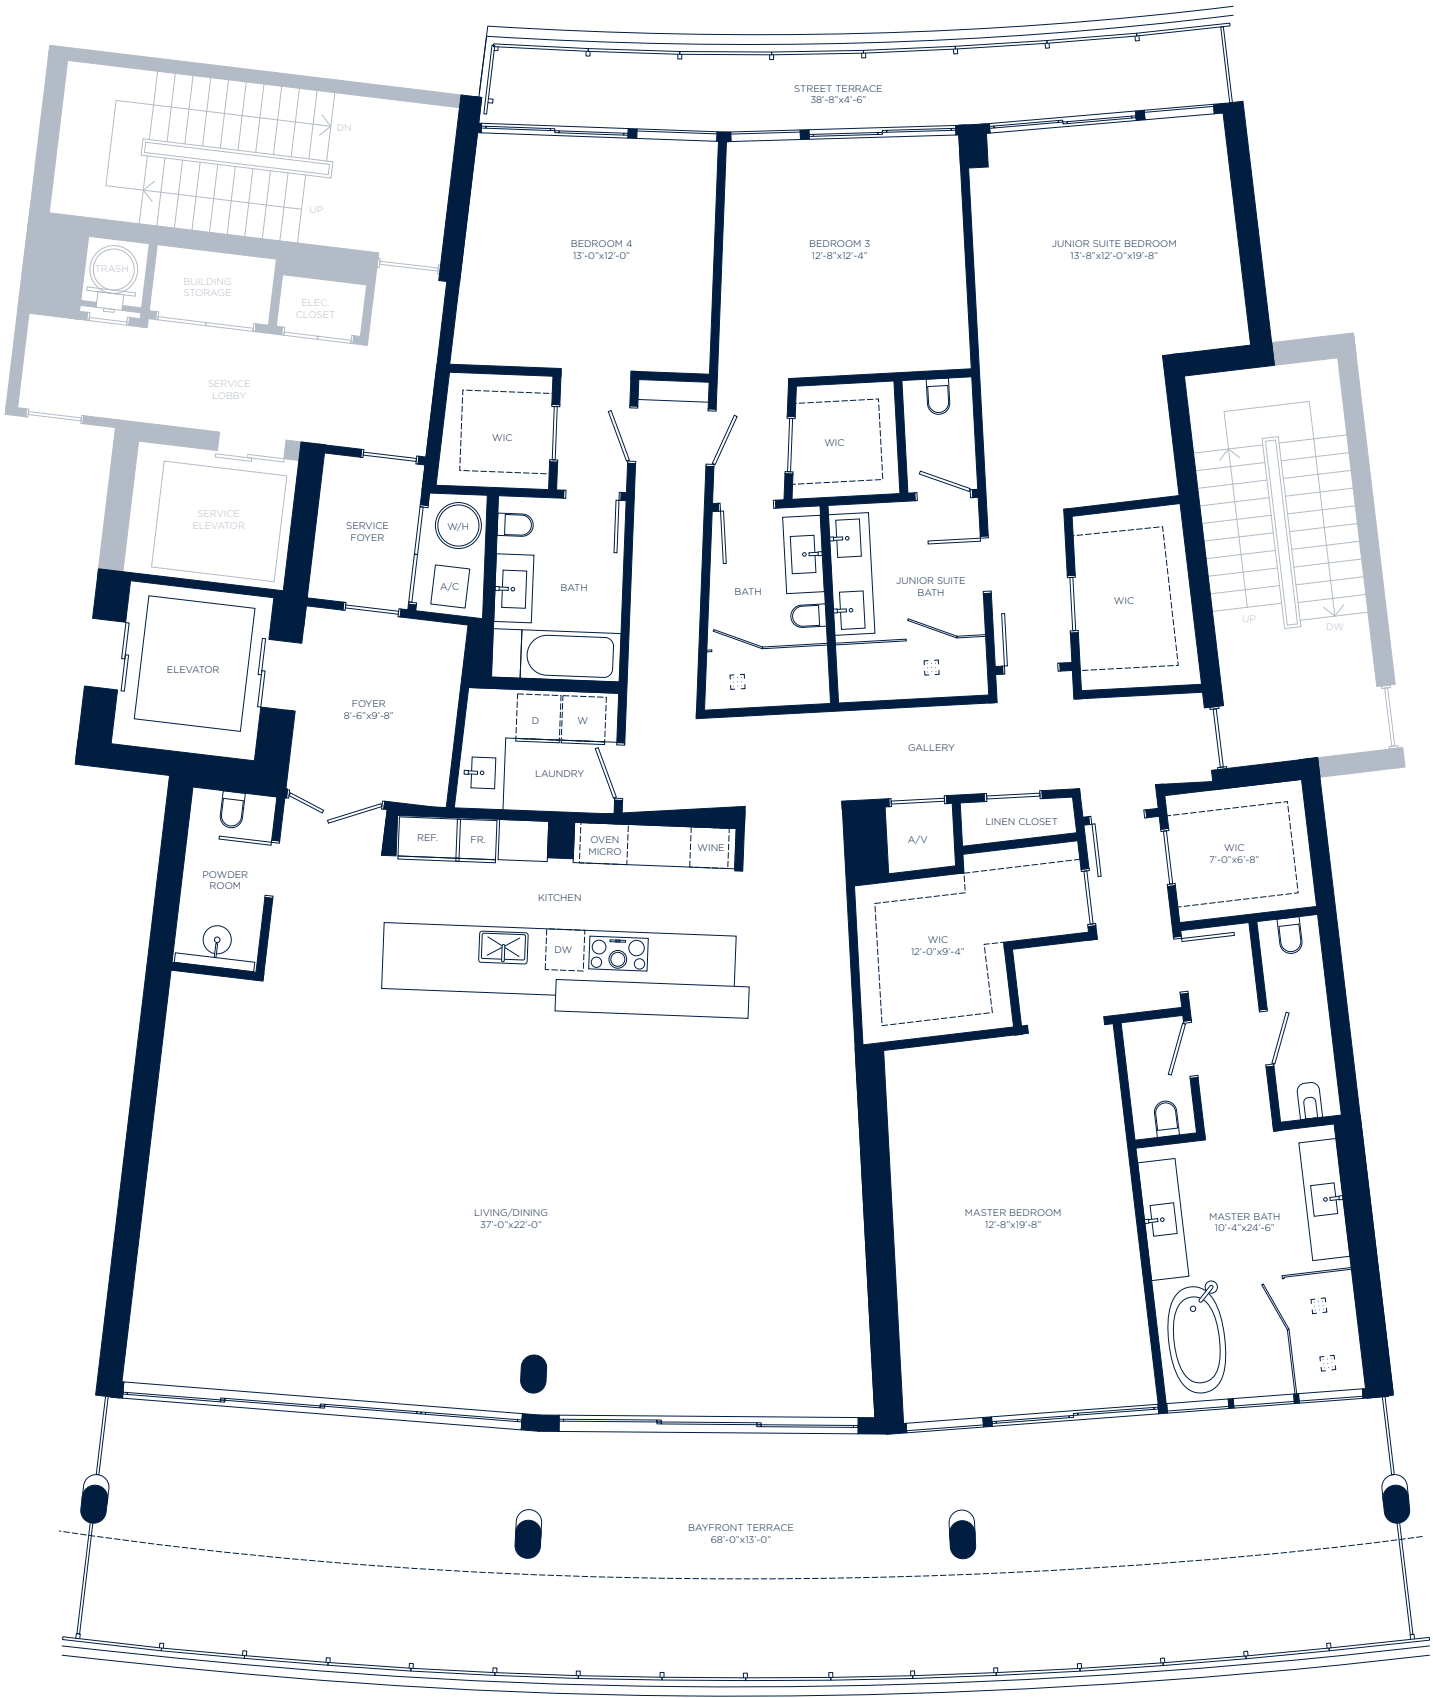 STREET TERRACE
38'-8"x4'-6"
DN
UP
TRASH
BUILDING
STORAGE
ELEC.
CLOSET
SERVICE
LOBBY
SERVICE
ELEVATOR
BEDROOM 4
13'-0"x12'-0"
BEDROOM 3
12'-8"x12'-4"
JUNIOR SUITE BEDROOM
13'-8"x12'-0"x19'-8"
WIC
WIC
SERVICE
FOYER
W/H
A/C
BATH
BATH
JUNIOR SUITE
BATH
WIC
UP
DW
ELEVATOR
FOYER
8'-6"x9'-8"
D
W
LAUNDRY
GALLERY
REF.
FR.
OVEN
MICRO
WINE
A/V
LINEN CLOSET
WIC
7'-0"x6'-8"
POWDER
ROOM
KITCHEN
DW
WIC
12'-0"x9'-4"
LIVING/DINING
37'-0"x22'-0"
MASTER BEDROOM
12'-8"x19'-8"
MASTER BATH
10'-4"x24'-6"
BAYFRONT TERRACE
68'-0"x13'-0"